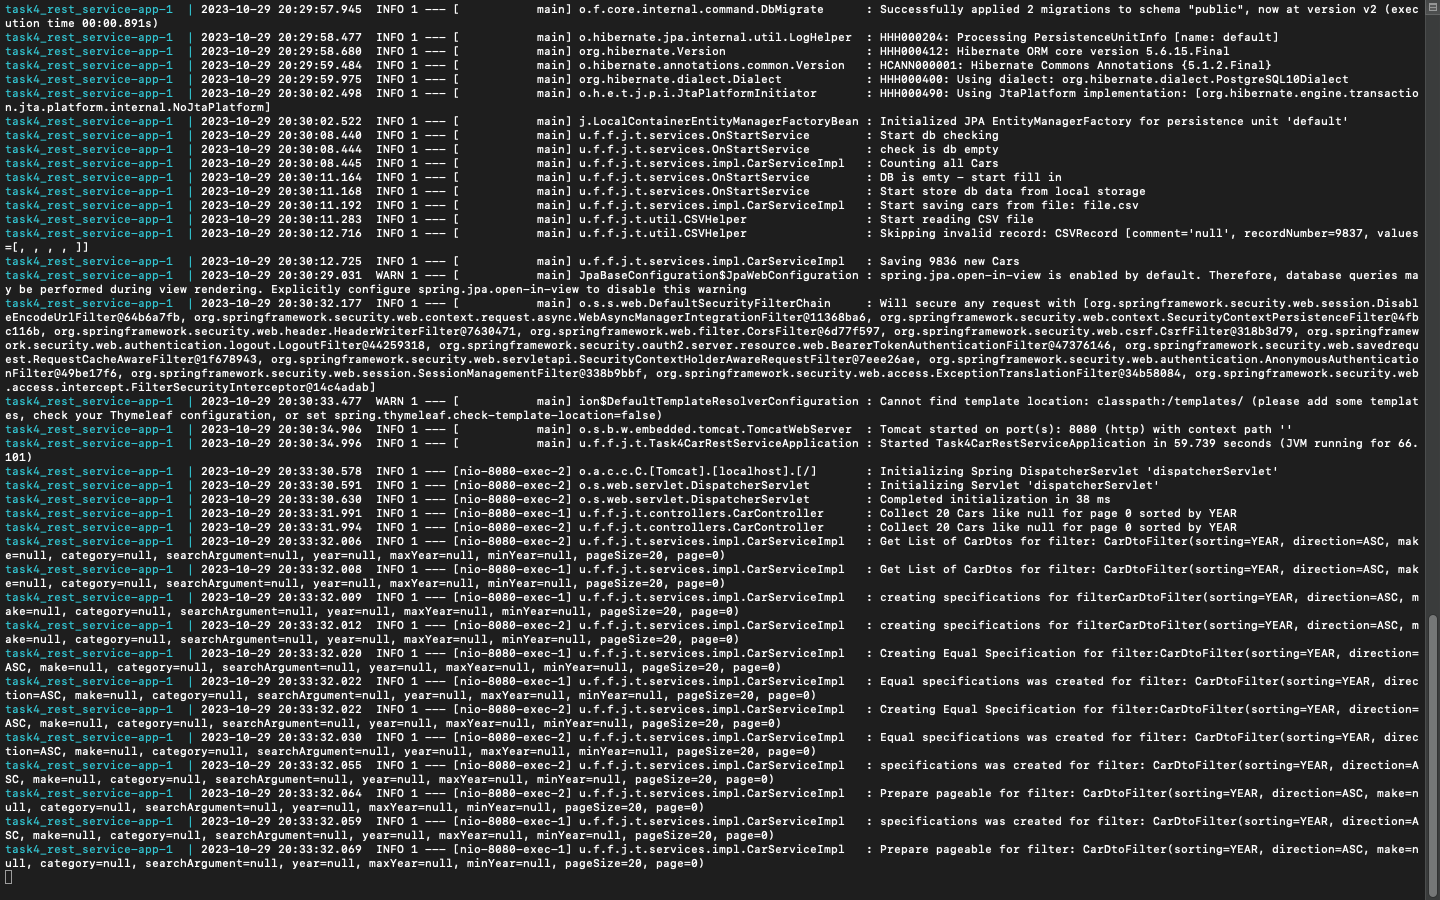 task4_rest_service-app-1  | 2023-10-29 20:29:57.945  INFO 1 --- [           main] o.f.core.internal.command.DbMigrate      : Successfully applied 2 migrations to schema "public", now at version v2 (exec
ution time 00:00.891s)
task4_rest_service-app-1  | 2023-10-29 20:29:58.477  INFO 1 --- [           main] o.hibernate.jpa.internal.util.LogHelper  : HHH000204: Processing PersistenceUnitInfo [name: default]
task4_rest_service-app-1  | 2023-10-29 20:29:58.680  INFO 1 --- [           main] org.hibernate.Version                    : HHH000412: Hibernate ORM core version 5.6.15.Final
task4_rest_service-app-1  | 2023-10-29 20:29:59.484  INFO 1 --- [           main] o.hibernate.annotations.common.Version   : HCANN000001: Hibernate Commons Annotations {5.1.2.Final}
task4_rest_service-app-1  | 2023-10-29 20:29:59.975  INFO 1 --- [           main] org.hibernate.dialect.Dialect            : HHH000400: Using dialect: org.hibernate.dialect.PostgreSQL10Dialect
task4_rest_service-app-1  | 2023-10-29 20:30:02.498  INFO 1 --- [           main] o.h.e.t.j.p.i.JtaPlatformInitiator       : HHH000490: Using JtaPlatform implementation: [org.hibernate.engine.transactio
n.jta.platform.internal.NoJtaPlatform]
task4_rest_service-app-1  | 2023-10-29 20:30:02.522  INFO 1 --- [           main] j.LocalContainerEntityManagerFactoryBean : Initialized JPA EntityManagerFactory for persistence unit 'default'
task4_rest_service-app-1  | 2023-10-29 20:30:08.440  INFO 1 --- [           main] u.f.f.j.t.services.OnStartService        : Start db checking
task4_rest_service-app-1  | 2023-10-29 20:30:08.444  INFO 1 --- [           main] u.f.f.j.t.services.OnStartService        : check is db empty
task4_rest_service-app-1  | 2023-10-29 20:30:08.445  INFO 1 --- [           main] u.f.f.j.t.services.impl.CarServiceImpl   : Counting all Cars
task4_rest_service-app-1  | 2023-10-29 20:30:11.164  INFO 1 --- [           main] u.f.f.j.t.services.OnStartService        : DB is emty - start fill in
task4_rest_service-app-1  | 2023-10-29 20:30:11.168  INFO 1 --- [           main] u.f.f.j.t.services.OnStartService        : Start store db data from local storage
task4_rest_service-app-1  | 2023-10-29 20:30:11.192  INFO 1 --- [           main] u.f.f.j.t.services.impl.CarServiceImpl   : Start saving cars from file: file.csv
task4_rest_service-app-1  | 2023-10-29 20:30:11.283  INFO 1 --- [           main] u.f.f.j.t.util.CSVHelper                 : Start reading CSV file
task4_rest_service-app-1  | 2023-10-29 20:30:12.716  INFO 1 --- [           main] u.f.f.j.t.util.CSVHelper                 : Skipping invalid record: CSVRecord [comment='null', recordNumber=9837, values
=[, , , , ]]
task4_rest_service-app-1  | 2023-10-29 20:30:12.725  INFO 1 --- [           main] u.f.f.j.t.services.impl.CarServiceImpl   : Saving 9836 new Cars
task4_rest_service-app-1  | 2023-10-29 20:30:29.031  WARN 1 --- [           main] JpaBaseConfiguration$JpaWebConfiguration : spring.jpa.open-in-view is enabled by default. Therefore, database queries ma
y be performed during view rendering. Explicitly configure spring.jpa.open-in-view to disable this warning
task4_rest_service-app-1  | 2023-10-29 20:30:32.177  INFO 1 --- [           main] o.s.s.web.DefaultSecurityFilterChain     : Will secure any request with [org.springframework.security.web.session.Disabl
eEncodeUrlFilter@64b6a7fb, org.springframework.security.web.context.request.async.WebAsyncManagerIntegrationFilter@11368ba6, org.springframework.security.web.context.SecurityContextPersistenceFilter@4fb
c116b, org.springframework.security.web.header.HeaderWriterFilter@7630471, org.springframework.web.filter.CorsFilter@6d77f597, org.springframework.security.web.csrf.CsrfFilter@318b3d79, org.springframew
ork.security.web.authentication.logout.LogoutFilter@44259318, org.springframework.security.oauth2.server.resource.web.BearerTokenAuthenticationFilter@47376146, org.springframework.security.web.savedrequ
est.RequestCacheAwareFilter@1f678943, org.springframework.security.web.servletapi.SecurityContextHolderAwareRequestFilter@7eee26ae, org.springframework.security.web.authentication.AnonymousAuthenticatio
nFilter@49be17f6, org.springframework.security.web.session.SessionManagementFilter@338b9bbf, org.springframework.security.web.access.ExceptionTranslationFilter@34b58084, org.springframework.security.web
.access.intercept.FilterSecurityInterceptor@14c4adab]
task4_rest_service-app-1  | 2023-10-29 20:30:33.477  WARN 1 --- [           main] ion$DefaultTemplateResolverConfiguration : Cannot find template location: classpath:/templates/ (please add some templat
es, check your Thymeleaf configuration, or set spring.thymeleaf.check-template-location=false)
task4_rest_service-app-1  | 2023-10-29 20:30:34.906  INFO 1 --- [           main] o.s.b.w.embedded.tomcat.TomcatWebServer  : Tomcat started on port(s): 8080 (http) with context path ''
task4_rest_service-app-1  | 2023-10-29 20:30:34.996  INFO 1 --- [           main] u.f.f.j.t.Task4CarRestServiceApplication : Started Task4CarRestServiceApplication in 59.739 seconds (JVM running for 66.
101)
task4_rest_service-app-1  | 2023-10-29 20:33:30.578  INFO 1 --- [nio-8080-exec-2] o.a.c.c.C.[Tomcat].[localhost].[/]       : Initializing Spring DispatcherServlet 'dispatcherServlet'
task4_rest_service-app-1  | 2023-10-29 20:33:30.591  INFO 1 --- [nio-8080-exec-2] o.s.web.servlet.DispatcherServlet        : Initializing Servlet 'dispatcherServlet'
task4_rest_service-app-1  | 2023-10-29 20:33:30.630  INFO 1 --- [nio-8080-exec-2] o.s.web.servlet.DispatcherServlet        : Completed initialization in 38 ms
task4_rest_service-app-1  | 2023-10-29 20:33:31.991  INFO 1 --- [nio-8080-exec-1] u.f.f.j.t.controllers.CarController      : Collect 20 Cars like null for page 0 sorted by YEAR
task4_rest_service-app-1  | 2023-10-29 20:33:31.994  INFO 1 --- [nio-8080-exec-2] u.f.f.j.t.controllers.CarController      : Collect 20 Cars like null for page 0 sorted by YEAR
task4_rest_service-app-1  | 2023-10-29 20:33:32.006  INFO 1 --- [nio-8080-exec-2] u.f.f.j.t.services.impl.CarServiceImpl   : Get List of CarDtos for filter: CarDtoFilter(sorting=YEAR, direction=ASC, mak
e=null, category=null, searchArgument=null, year=null, maxYear=null, minYear=null, pageSize=20, page=0)
task4_rest_service-app-1  | 2023-10-29 20:33:32.008  INFO 1 --- [nio-8080-exec-1] u.f.f.j.t.services.impl.CarServiceImpl   : Get List of CarDtos for filter: CarDtoFilter(sorting=YEAR, direction=ASC, mak
e=null, category=null, searchArgument=null, year=null, maxYear=null, minYear=null, pageSize=20, page=0)
task4_rest_service-app-1  | 2023-10-29 20:33:32.009  INFO 1 --- [nio-8080-exec-1] u.f.f.j.t.services.impl.CarServiceImpl   : creating specifications for filterCarDtoFilter(sorting=YEAR, direction=ASC, m
ake=null, category=null, searchArgument=null, year=null, maxYear=null, minYear=null, pageSize=20, page=0)
task4_rest_service-app-1  | 2023-10-29 20:33:32.012  INFO 1 --- [nio-8080-exec-2] u.f.f.j.t.services.impl.CarServiceImpl   : creating specifications for filterCarDtoFilter(sorting=YEAR, direction=ASC, m
ake=null, category=null, searchArgument=null, year=null, maxYear=null, minYear=null, pageSize=20, page=0)
task4_rest_service-app-1  | 2023-10-29 20:33:32.020  INFO 1 --- [nio-8080-exec-1] u.f.f.j.t.services.impl.CarServiceImpl   : Creating Equal Specification for filter:CarDtoFilter(sorting=YEAR, direction=
ASC, make=null, category=null, searchArgument=null, year=null, maxYear=null, minYear=null, pageSize=20, page=0)
task4_rest_service-app-1  | 2023-10-29 20:33:32.022  INFO 1 --- [nio-8080-exec-1] u.f.f.j.t.services.impl.CarServiceImpl   : Equal specifications was created for filter: CarDtoFilter(sorting=YEAR, direc
tion=ASC, make=null, category=null, searchArgument=null, year=null, maxYear=null, minYear=null, pageSize=20, page=0)
task4_rest_service-app-1  | 2023-10-29 20:33:32.022  INFO 1 --- [nio-8080-exec-2] u.f.f.j.t.services.impl.CarServiceImpl   : Creating Equal Specification for filter:CarDtoFilter(sorting=YEAR, direction=
ASC, make=null, category=null, searchArgument=null, year=null, maxYear=null, minYear=null, pageSize=20, page=0)
task4_rest_service-app-1  | 2023-10-29 20:33:32.030  INFO 1 --- [nio-8080-exec-2] u.f.f.j.t.services.impl.CarServiceImpl   : Equal specifications was created for filter: CarDtoFilter(sorting=YEAR, direc
tion=ASC, make=null, category=null, searchArgument=null, year=null, maxYear=null, minYear=null, pageSize=20, page=0)
task4_rest_service-app-1  | 2023-10-29 20:33:32.055  INFO 1 --- [nio-8080-exec-2] u.f.f.j.t.services.impl.CarServiceImpl   : specifications was created for filter: CarDtoFilter(sorting=YEAR, direction=A
SC, make=null, category=null, searchArgument=null, year=null, maxYear=null, minYear=null, pageSize=20, page=0)
task4_rest_service-app-1  | 2023-10-29 20:33:32.064  INFO 1 --- [nio-8080-exec-2] u.f.f.j.t.services.impl.CarServiceImpl   : Prepare pageable for filter: CarDtoFilter(sorting=YEAR, direction=ASC, make=n
ull, category=null, searchArgument=null, year=null, maxYear=null, minYear=null, pageSize=20, page=0)
task4_rest_service-app-1  | 2023-10-29 20:33:32.059  INFO 1 --- [nio-8080-exec-1] u.f.f.j.t.services.impl.CarServiceImpl   : specifications was created for filter: CarDtoFilter(sorting=YEAR, direction=A
SC, make=null, category=null, searchArgument=null, year=null, maxYear=null, minYear=null, pageSize=20, page=0)
task4_rest_service-app-1  | 2023-10-29 20:33:32.069  INFO 1 --- [nio-8080-exec-1] u.f.f.j.t.services.impl.CarServiceImpl   : Prepare pageable for filter: CarDtoFilter(sorting=YEAR, direction=ASC, make=n
ull, category=null, searchArgument=null, year=null, maxYear=null, minYear=null, pageSize=20, page=0)